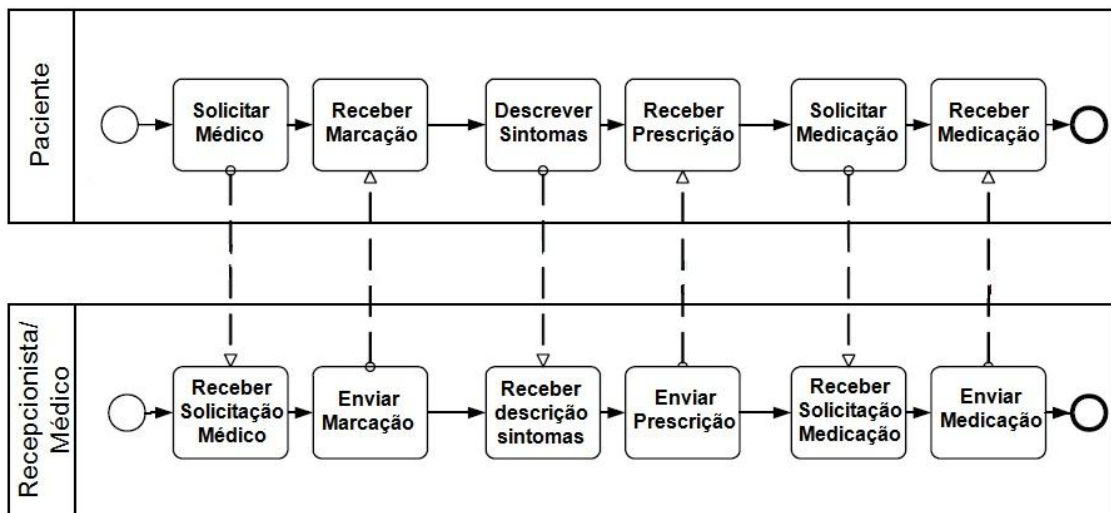 Paciente
Solicitar
Médico
Receber
Marcação
Descrever
Sintomas
Receber
Prescrição
Solicitar
Medicação
Receber
Medicação
Recepcionista/
Médico
Receber
Solicitação
Médico
Enviar
Marcação
Receber
descrição
sintomas
Enviar
Prescrição
Receber
Solicitação
Medicação
Enviar
Medicação